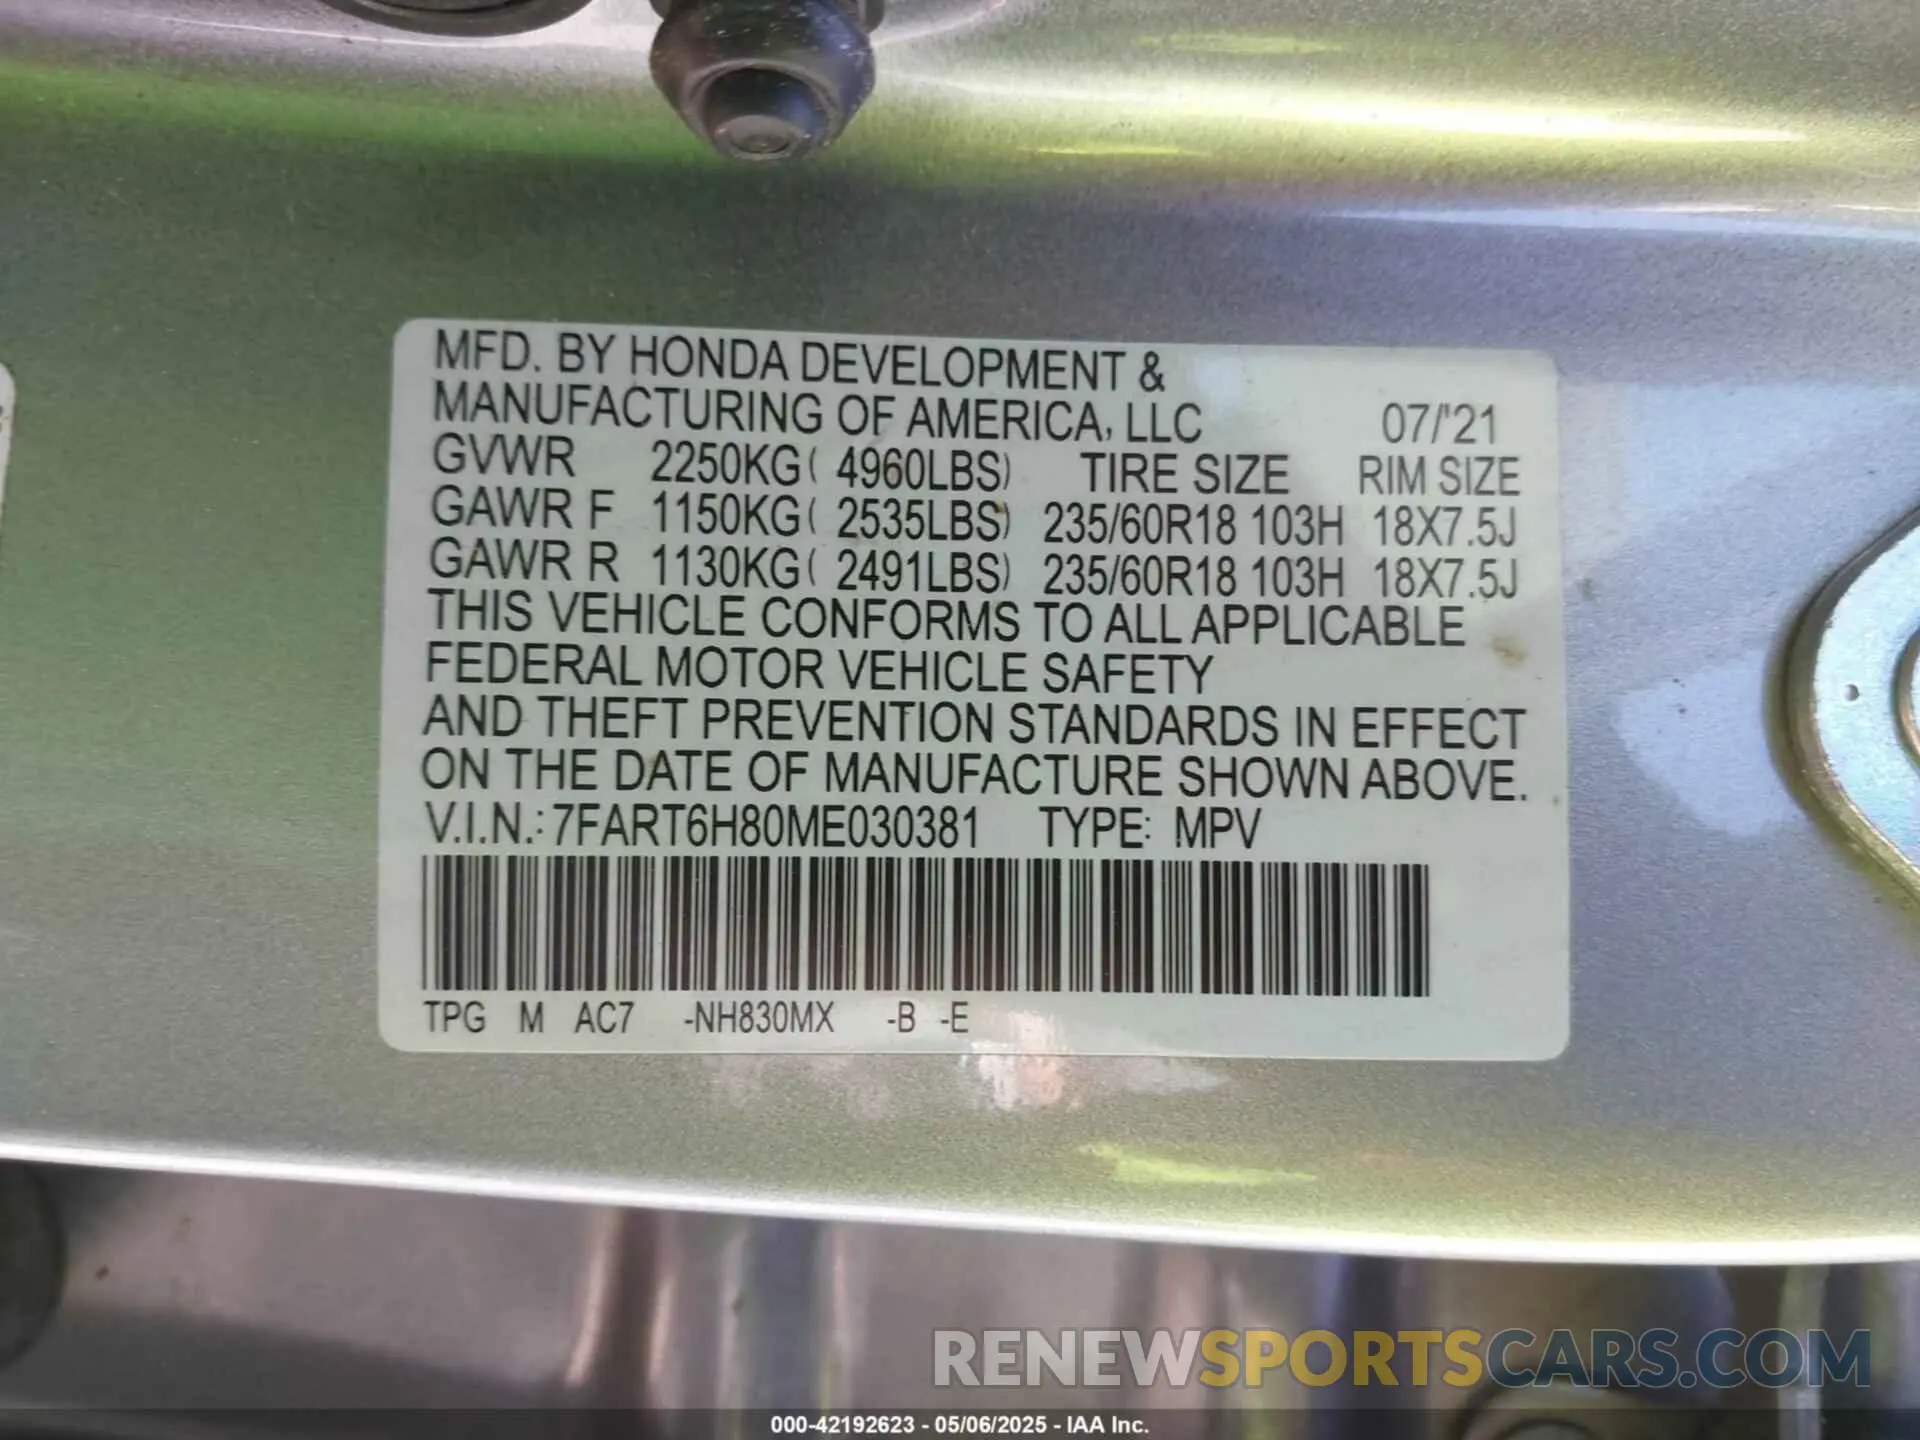 MFD. BY HONDA DEVELOPMENT &
MANUFACTURING OF AMERICA, LLC 07/'21
GVWR 2250KG( 4960LBS) TIRE SIZE RIM SIZE
GAWR F 1150KG( 2535LBS) 235/60R18 103H 18X7.5J
GAWR R 1130KG( 2491LBS) 235/60R18 103H 18X7.5J
THIS VEHICLE CONFORMS TO ALL APPLICABLE
FEDERAL MOTOR VEHICLE SAFETY
AND THEFT PREVENTION STANDARDS IN EFFECT
ON THE DATE OF MANUFACTURE SHOWN ABOVE.
V.I.N.: 7FART6H80ME030381 TYPE: MPV
TPG M AC7 -NH830MX -B -E
RENEWSPORTSCARS.COM
000-42192623 - 05/06/2025 - IAA Inc.